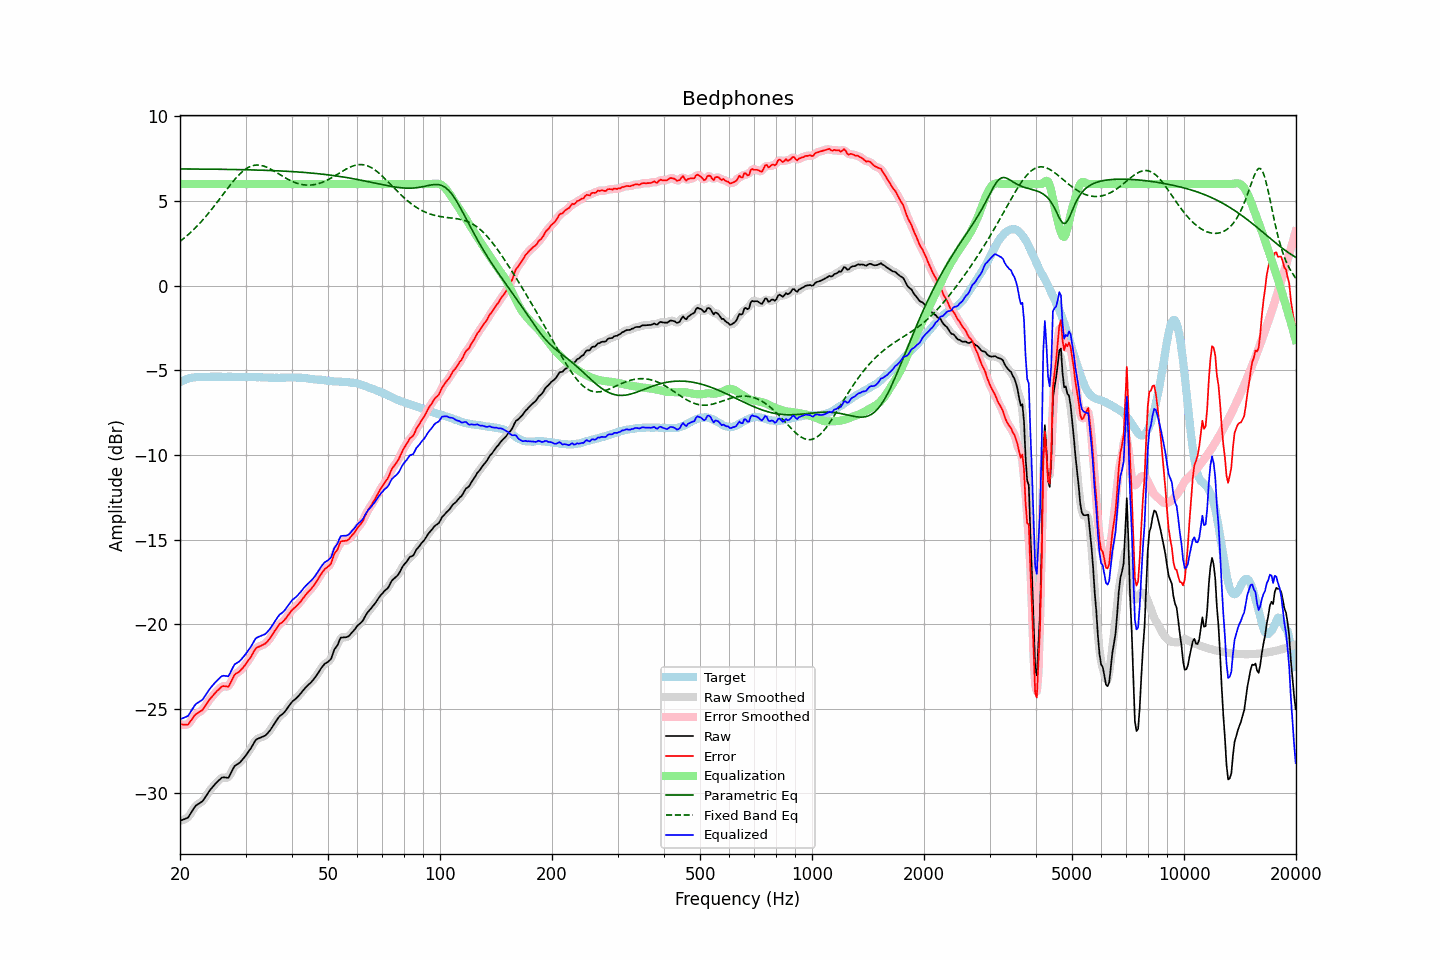 Bedphones
10
5
0
−5
−10
−15
−20
−25
−30
Amplitude (dBr)
Target
Raw Smoothed
Error Smoothed
Raw
Error
Equalization
Parametric Eq
Fixed Band Eq
Equalized
20 50 100 200 500 1000 2000 5000 10000 20000
Frequency (Hz)